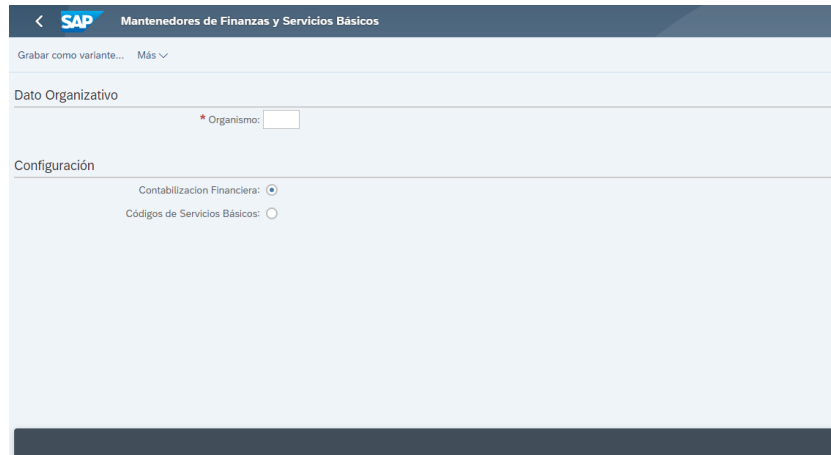 SAP Mantenedores de Finanzas y Servicios Básicos
Grabar como variante... Más
Dato Organizativo
* Organismo:
Configuración
Contabilizacion Financiera:
Códigos de Servicios Básicos: